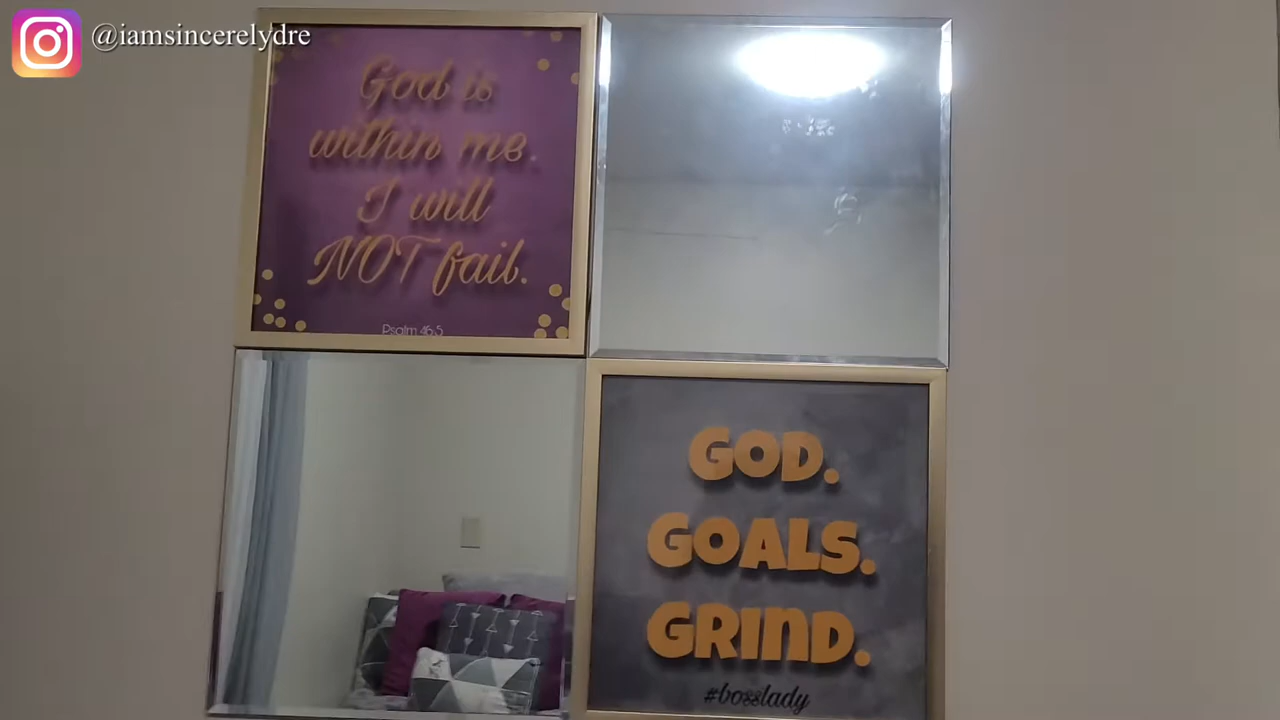 @iamsincerelydre
God is
within me.
I will
NOT fail.
Psalm 46:5
GOD.
GOALS.
GRIND.
#bosslady